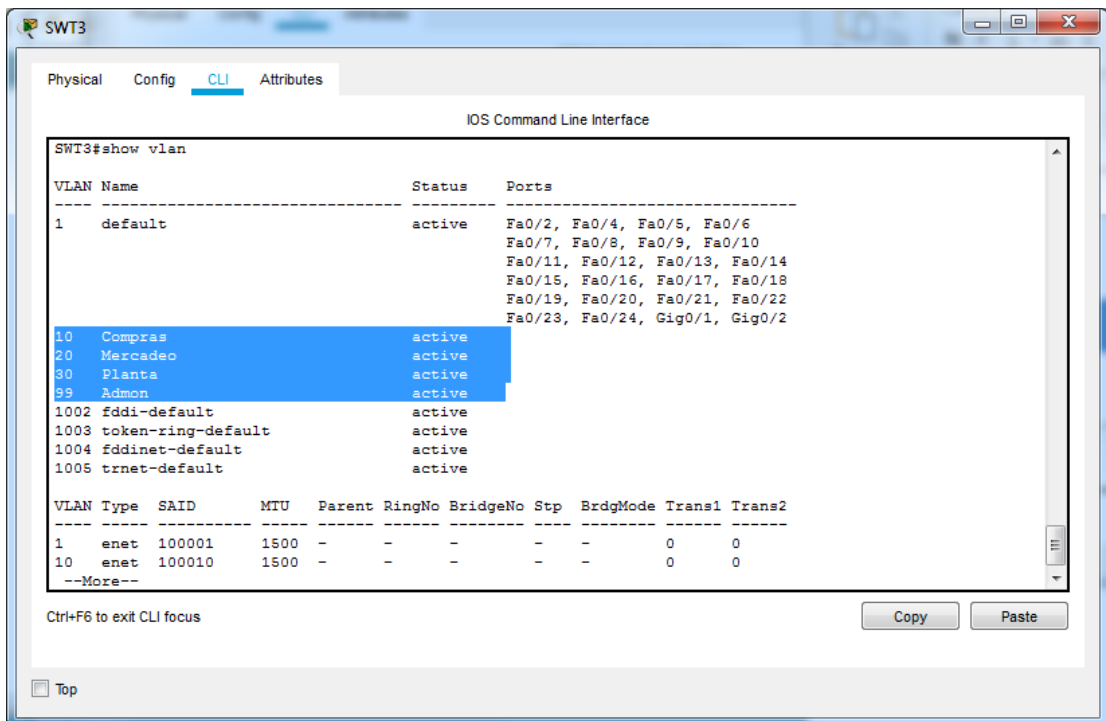 SWT3
Physical Config CLI Attributes
IOS Command Line Interface
SWT3#show vlan
VLAN Name Status Ports
---- -------------------------------- --------- -------------------------------
1 default active Fa0/2, Fa0/4, Fa0/5, Fa0/6
Fa0/7, Fa0/8, Fa0/9, Fa0/10
Fa0/11, Fa0/12, Fa0/13, Fa0/14
Fa0/15, Fa0/16, Fa0/17, Fa0/18
Fa0/19, Fa0/20, Fa0/21, Fa0/22
Fa0/23, Fa0/24, Gig0/1, Gig0/2
10 Compras active
20 Mercadeo active
30 Planta active
99 Admon active
1002 fddi-default active
1003 token-ring-default active
1004 fddinet-default active
1005 trnet-default active
VLAN Type SAID MTU Parent RingNo BridgeNo Stp BrdgMode Trans1 Trans2
---- ----- ---------- ----- ------ ------ -------- --- -------- ------ ------
1 enet 100001 1500 - - - - - 0 0
10 enet 100010 1500 - - - - - 0 0
--More--
Ctrl+F6 to exit CLI focus
Copy Paste
Top